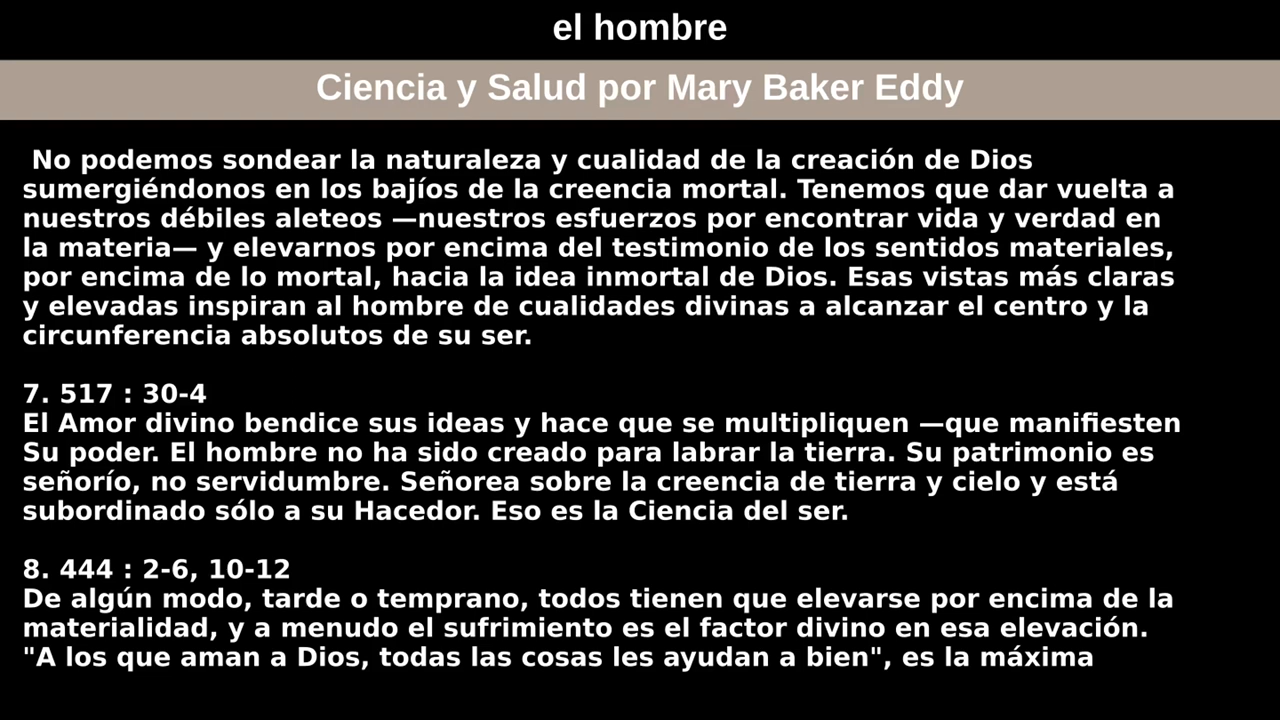 el hombre
Ciencia y Salud por Mary Baker Eddy
No podemos sondear la naturaleza y cualidad de la creación de Dios
sumergiéndonos en los bajíos de la creencia mortal. Tenemos que dar vuelta a
nuestros débiles aleteos —nuestros esfuerzos por encontrar vida y verdad en
la materia— y elevarnos por encima del testimonio de los sentidos materiales,
por encima de lo mortal, hacia la idea inmortal de Dios. Esas vistas más claras
y elevadas inspiran al hombre de cualidades divinas a alcanzar el centro y la
circunferencia absolutos de su ser.
7. 517 : 30-4
El Amor divino bendice sus ideas y hace que se multipliquen —que manifiesten
Su poder. El hombre no ha sido creado para labrar la tierra. Su patrimonio es
señorío, no servidumbre. Señorea sobre la creencia de tierra y cielo y está
subordinado sólo a su Hacedor. Eso es la Ciencia del ser.
8. 444 : 2-6, 10-12
De algún modo, tarde o temprano, todos tienen que elevarse por encima de la
materialidad, y a menudo el sufrimiento es el factor divino en esa elevación.
"A los que aman a Dios, todas las cosas les ayudan a bien", es la máxima